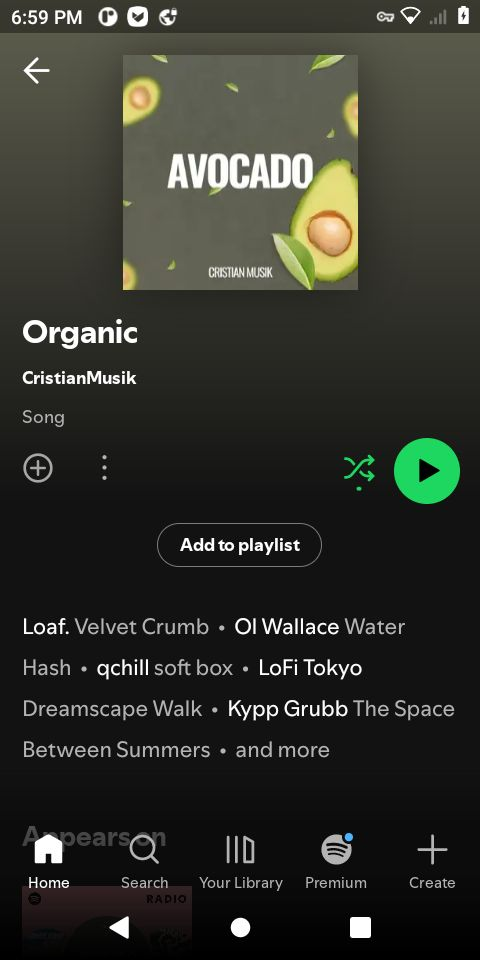 6:59 PM
AVOCADO
CRISTIAN MUSIK
Organic
CristianMusik
Song
Add to playlist
Loaf. Velvet Crumb • Ol Wallace Water
Hash • qchill soft box • LoFi Tokyo
Dreamscape Walk • Kypp Grubb The Space
Between Summers • and more
Appears on
Home
Search
Your Library
Premium
Create
RADIO